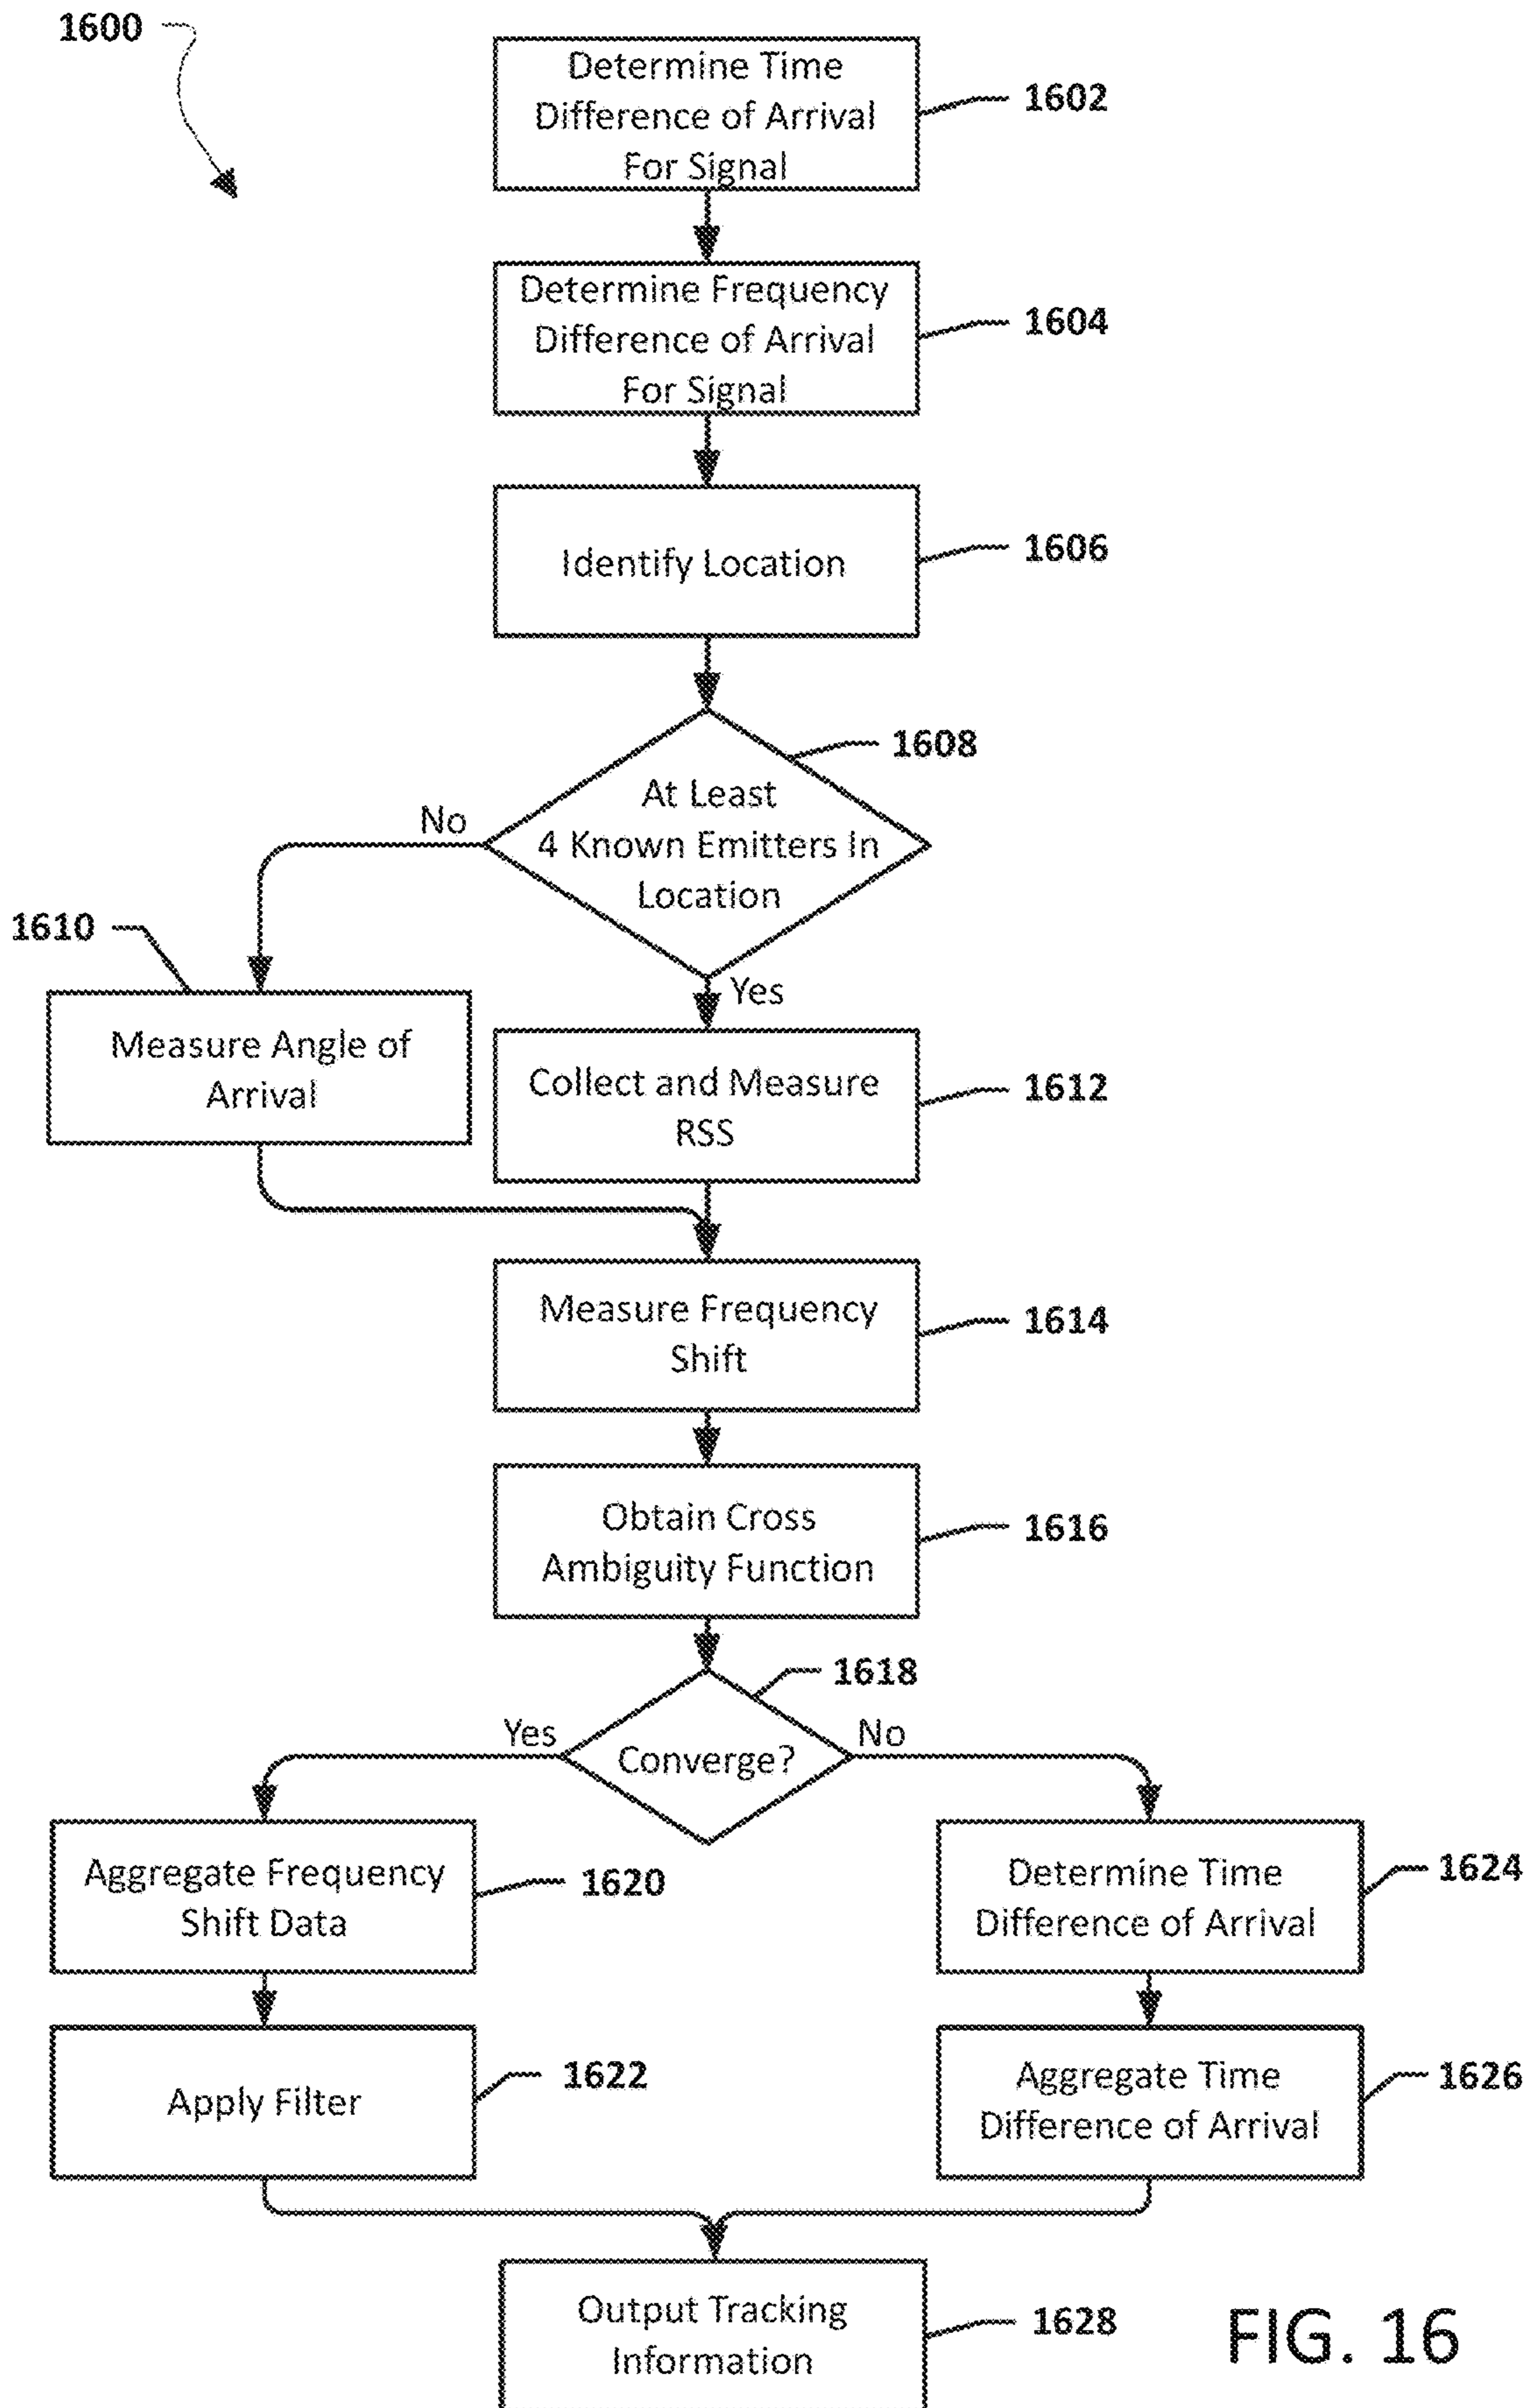 1600
Determine Time
Difference of Arrival
For Signal
1602
Determine Frequency
Difference of Arrival
For Signal
1604
Identify Location
1606
1608
At Least
4 Known Emitters In
Location
No
Yes
1610
Measure Angle of
Arrival
Collect and Measure
RSS
1612
Measure Frequency
Shift
1614
Obtain Cross
Ambiguity Function
1616
1618
Converge?
Yes
No
Aggregate Frequency
Shift Data
1620
Determine Time
Difference of Arrival
1624
Apply Filter
1622
Aggregate Time
Difference of Arrival
1626
Output Tracking
Information
1628
FIG. 16